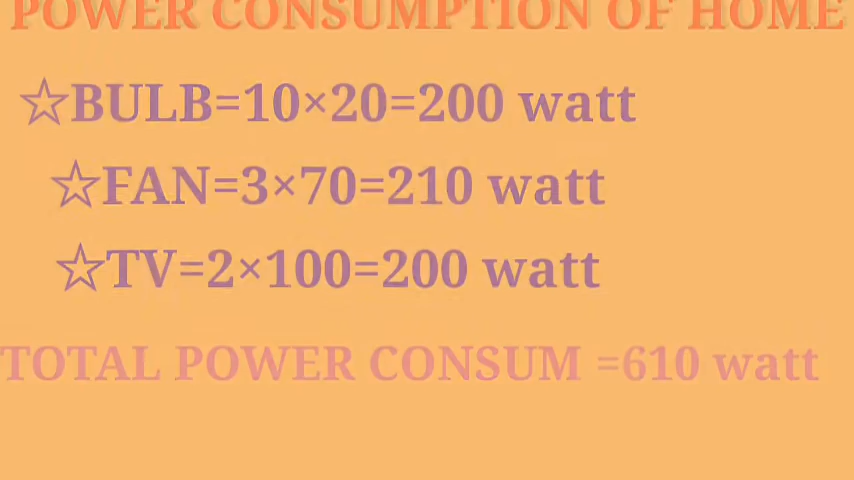 POWER CONSUMPTION OF HOME
☆BULB=10×20=200 watt
☆FAN=3×70=210 watt
☆TV=2×100=200 watt
TOTAL POWER CONSUM =610 watt